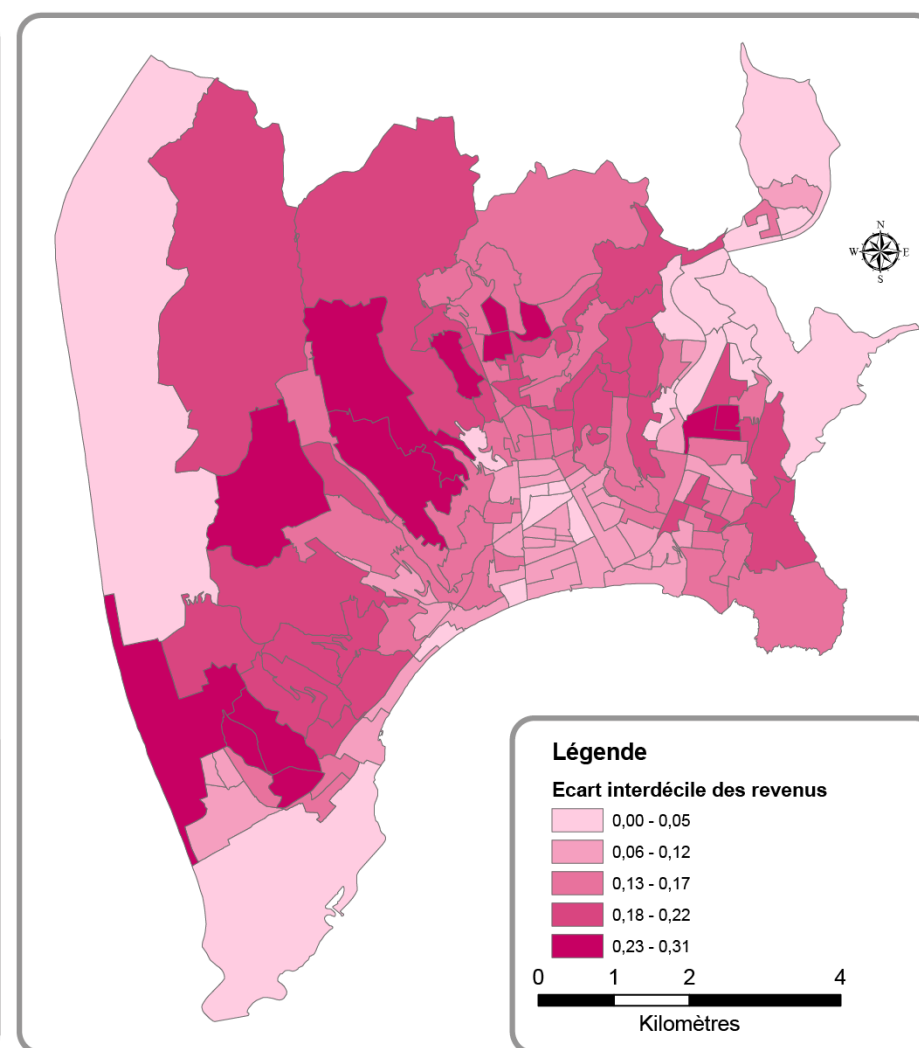 N
W E
S
Légende
Ecart interdécile des revenus
0,00 - 0,05
0,06 - 0,12
0,13 - 0,17
0,18 - 0,22
0,23 - 0,31
0 1 2 4
Kilomètres